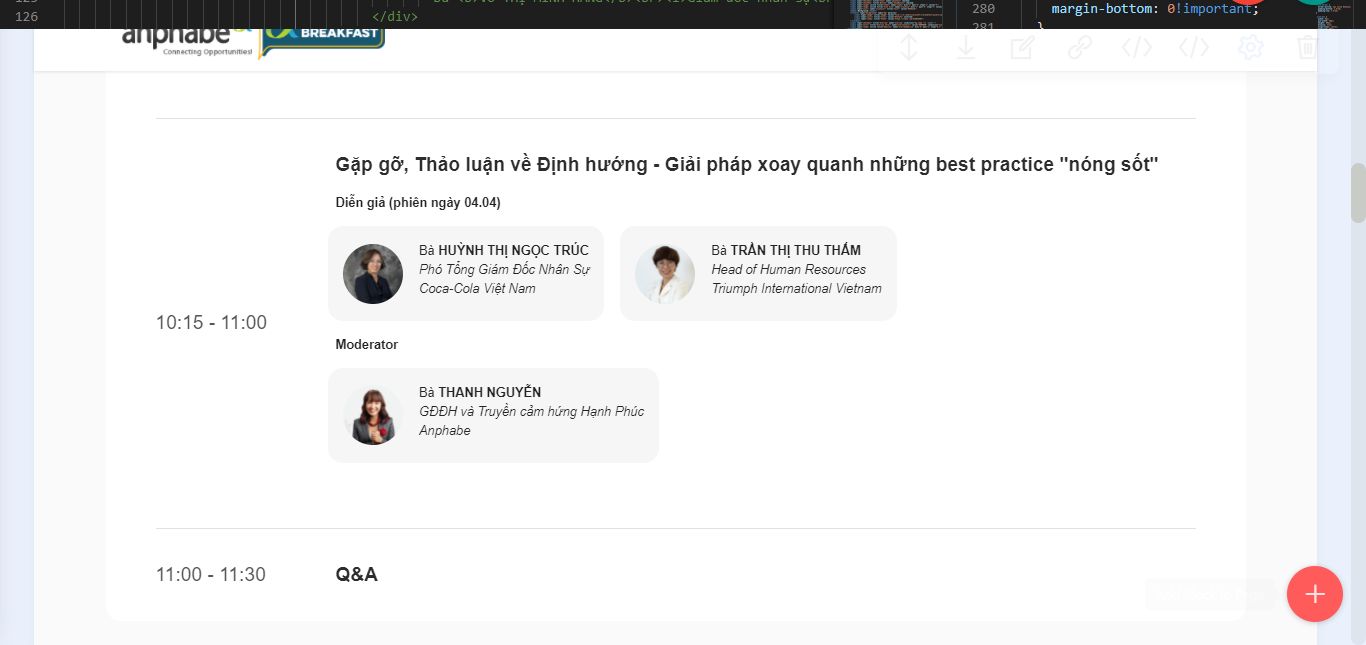 125
126
</div>
280
margin-bottom: 0!important;
281
}
anphabe
Connecting Opportunities!
BREAKFAST
Gặp gỡ, Thảo luận về Định hướng - Giải pháp xoay quanh những best practice "nóng sốt"
Diễn giả (phiên ngày 04.04)
Bà HUỲNH THỊ NGỌC TRÚC
Phó Tổng Giám Đốc Nhân Sự
Coca-Cola Việt Nam
Bà TRẦN THỊ THU THẤM
Head of Human Resources
Triumph International Vietnam
10:15 - 11:00
Moderator
Bà THANH NGUYỄN
GĐĐH và Truyền cảm hứng Hạnh Phúc
Anphabe
11:00 - 11:30
Q&A